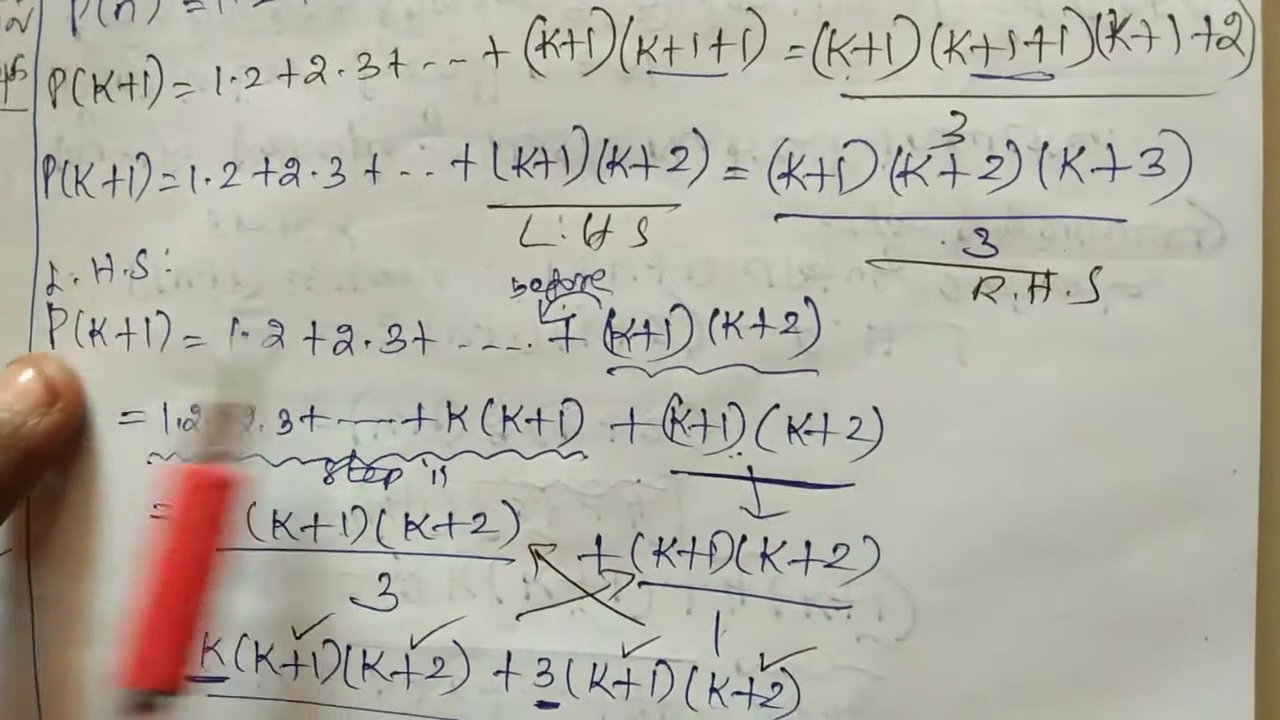 P(n) = 1.2
P(K+1) = 1.2+2.3+ ... + (K+1)(K+1+1) = (K+1)(K+1+1)(K+1+2)
3
P(K+1) = 1.2+2.3+ ... + (K+1)(K+2) = (K+1).(K+2)(K+3)
L.H.S 3
R.H.S
L.H.S:
before
P(K+1) = 1.2+2.3+ ..... + (K+1)(K+2)
= 1.2 2.3+ ..... + K(K+1) + (K+1)(K+2)
step ii
= (K+1)(K+2) + (K+1)(K+2)
3 1
K(K+1)(K+2) + 3(K+1)(K+2)